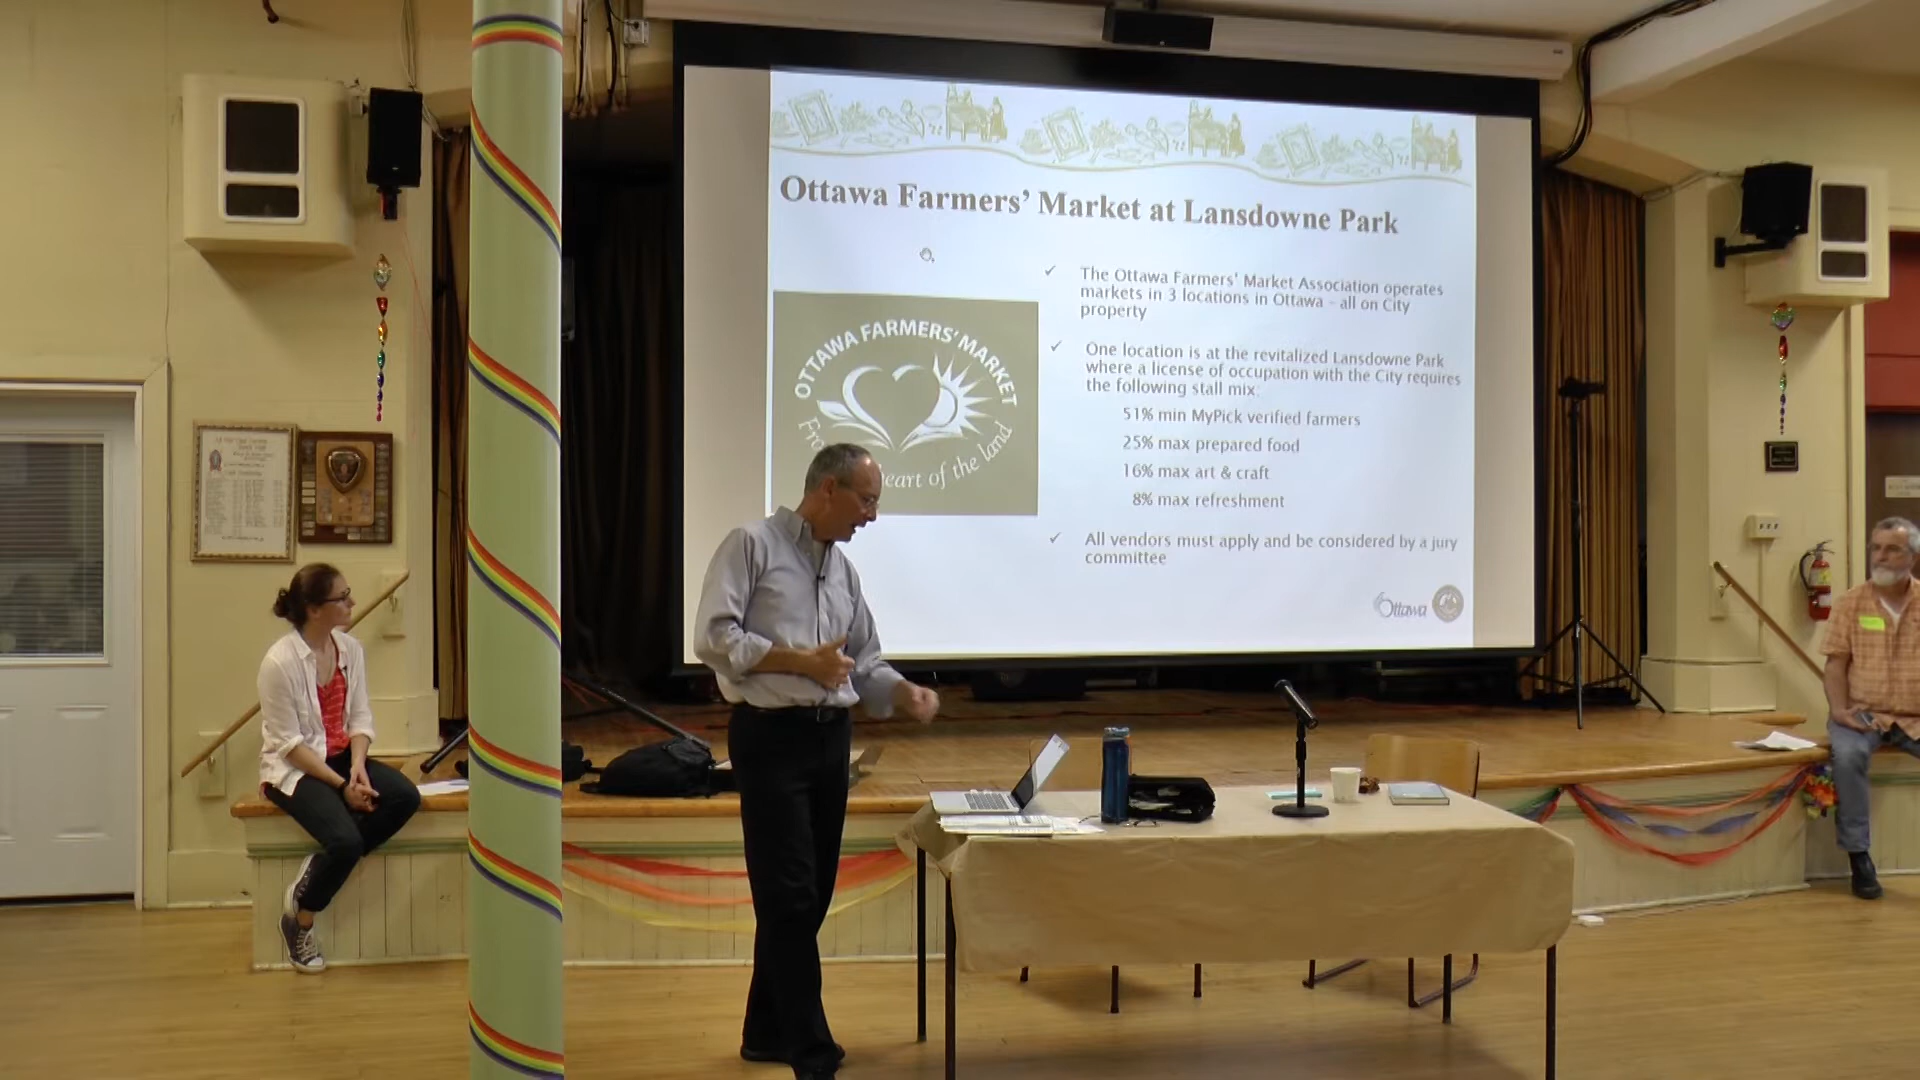 Ottawa Farmers' Market at Lansdowne Park
The Ottawa Farmers' Market Association operates
markets in 3 locations in Ottawa - all on City
property
One location is at the revitalized Lansdowne Park
where a license of occupation with the City requires
the following stall mix:
51% min MyPick verified farmers
25% max prepared food
16% max art & craft
8% max refreshment
All vendors must apply and be considered by a jury
committee
OTTAWA FARMERS' MARKET
eart of the land
Ottawa